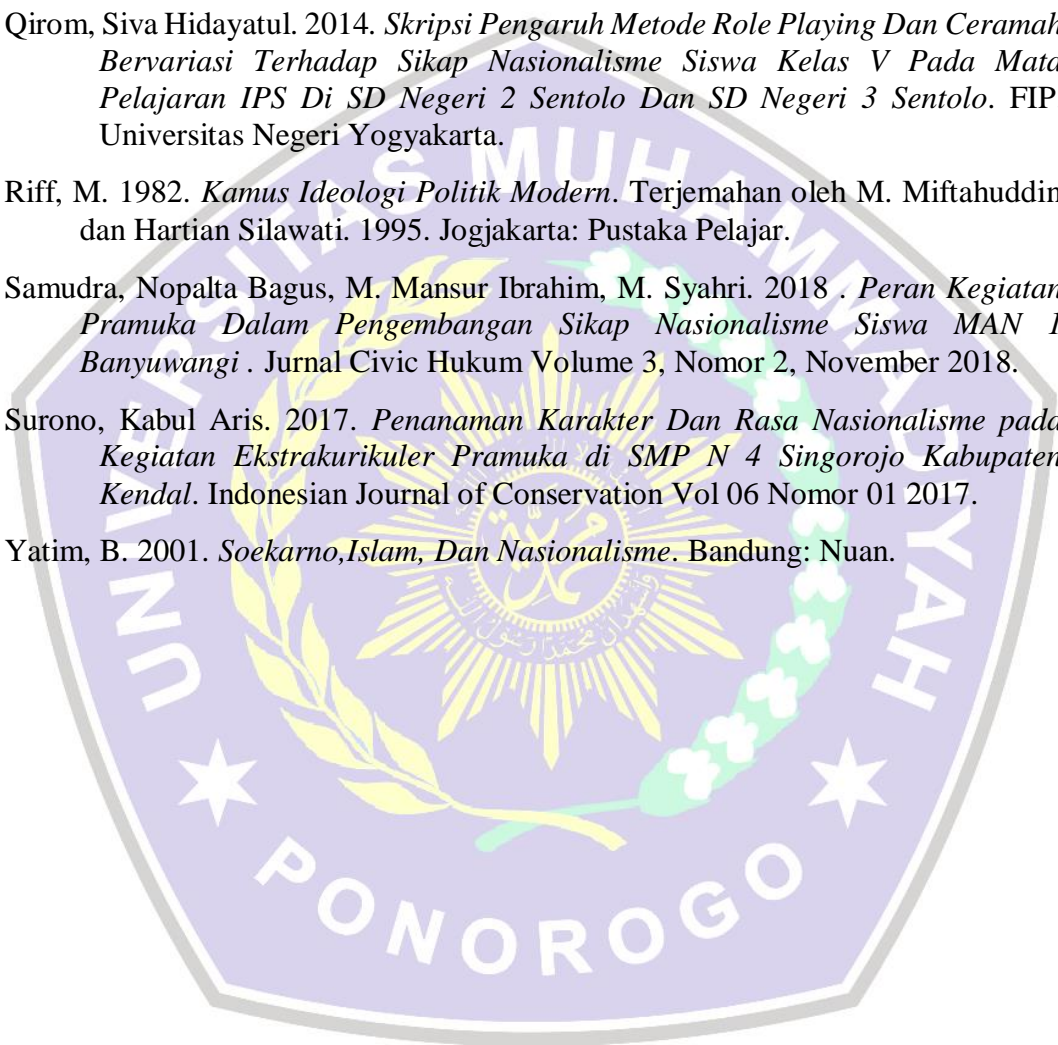 Qirom, Siva Hidayatul. 2014. Skripsi Pengaruh Metode Role Playing Dan Ceramah
Bervariasi Terhadap Sikap Nasionalisme Siswa Kelas V Pada Mata
Pelajaran IPS Di SD Negeri 2 Sentolo Dan SD Negeri 3 Sentolo. FIP
Universitas Negeri Yogyakarta.
Riff, M. 1982. Kamus Ideologi Politik Modern. Terjemahan oleh M. Miftahuddin
dan Hartian Silawati. 1995. Jogjakarta: Pustaka Pelajar.
Samudra, Nopalta Bagus, M. Mansur Ibrahim, M. Syahri. 2018 . Peran Kegiatan
Pramuka Dalam Pengembangan Sikap Nasionalisme Siswa MAN I
Banyuwangi . Jurnal Civic Hukum Volume 3, Nomor 2, November 2018.
Surono, Kabul Aris. 2017. Penanaman Karakter Dan Rasa Nasionalisme pada
Kegiatan Ekstrakurikuler Pramuka di SMP N 4 Singorojo Kabupaten
Kendal. Indonesian Journal of Conservation Vol 06 Nomor 01 2017.
Yatim, B. 2001. Soekarno,Islam, Dan Nasionalisme. Bandung: Nuan.
UNIVERSITAS MUHAMMADIYAH
PONOROGO